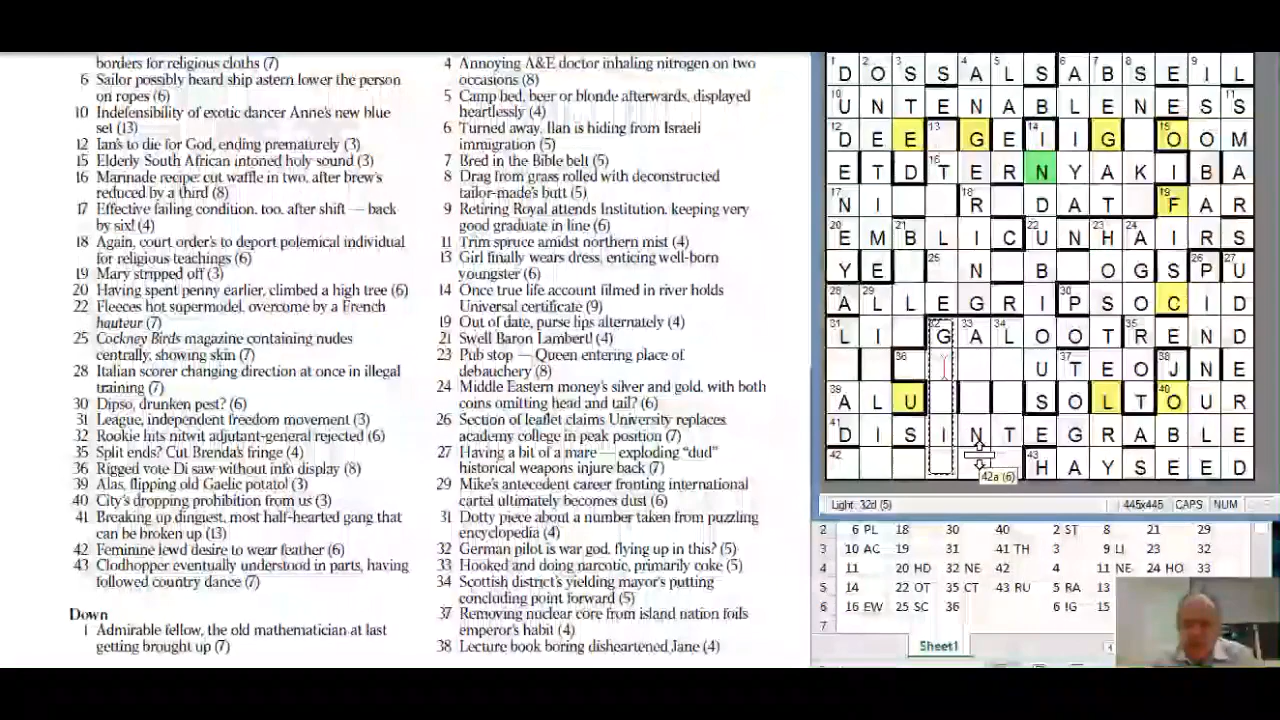 borders for religious cloths (7)
6 Sailor possibly heard ship astern lower the person
on ropes (6)
10 Indefensibility of exotic dancer Anne's new blue
set (13)
12 Ian's to die for God, ending prematurely (3)
15 Elderly South African intoned holy sound (3)
16 Marinade recipe: cut waffle in two, after brew's
reduced by a third (8)
17 Effective failing condition, too, after shift — back
by six! (4)
18 Again, court order's to deport polemical individual
for religious teachings (6)
19 Mary stripped off (3)
20 Having spent penny earlier, climbed a high tree (6)
22 Fleeces hot supermodel, overcome by a French
hauteur (7)
25 Cockney Birds magazine containing nudes
centrally, showing skin (7)
28 Italian scorer changing direction at once in illegal
training (7)
30 Dipso, drunken pest? (6)
31 League, independent freedom movement (3)
32 Rookie hits nitwit adjutant-general rejected (6)
35 Split ends? Cut Brenda's fringe (4)
36 Rigged vote Di saw without info display (8)
39 Alas, flipping old Gaelic potato! (3)
40 City's dropping prohibition from us (3)
41 Breaking up dinguest, most half-hearted gang that
can be broken up (13)
42 Feminine lewd desire to wear feather (6)
43 Clodhopper eventually understood in parts, having
followed country dance (7)
Down
1 Admirable fellow, the old mathematician at last
getting brought up (7)
4 Annoying A&E doctor inhaling nitrogen on two
occasions (8)
5 Camp bed, beer or blonde afterwards, displayed
heartlessly (4)
6 Turned away, Ilan is hiding from Israeli
immigration (5)
7 Bred in the Bible belt (5)
8 Drag from grass rolled with deconstructed
tailor-made's butt (5)
9 Retiring Royal attends Institution, keeping very
good graduate in line (6)
11 Trim spruce amidst northern mist (4)
13 Girl finally wears dress, enticing well-born
youngster (6)
14 Once true life account filmed in river holds
Universal certificate (9)
19 Out of date, purse lips alternately (4)
21 Swell Baron Lambert! (4)
23 Pub stop — Queen entering place of
debauchery (8)
24 Middle Eastern money's silver and gold, with both
coins omitting head and tail? (6)
26 Section of leaflet claims University replaces
academy college in peak position (7)
27 Having a bit of a mare — exploding “dud”
historical weapons injure back (7)
29 Mike's antecedent career fronting international
cartel ultimately becomes dust (6)
31 Dotty piece about a number taken from puzzling
encyclopedia (4)
32 German pilot is war god, flying up in this? (5)
33 Hooked and doing narcotic, primarily coke (5)
34 Scottish district's yielding mayor's putting
concluding point forward (5)
37 Removing nuclear core from island nation foils
emperor's habit (4)
38 Lecture book boring disheartened Jane (4)
D O S S A L S A B S E I L
U N T E N A B L E N E S S
D E E G E I I G O O M
E T D T E R N Y A K I B A
N I R D A T F A R
E M B L I C U N H A I R S
Y E N B O G S P U
A L L E G R I P S O C I D
L I G A L O O T R E N D
U T E O J N E
A L U S O L T O U R
D I S I N T E G R A B L E
H A Y S E E D
42a (6)
Light: 32d (5) 445x445 CAPS NUM
2 6 PL 18 30 40 2 ST 8 21 29
3 10 AC 19 31 41 TH 3 9 LI 23 32
4 11 20 HD 32 NE 42 4 11 NE 24 HO 33
5 14 22 OT 35 CT 43 RU 5 RA 13
6 16 EW 25 SC 36 6 IG 15
7
Sheet1